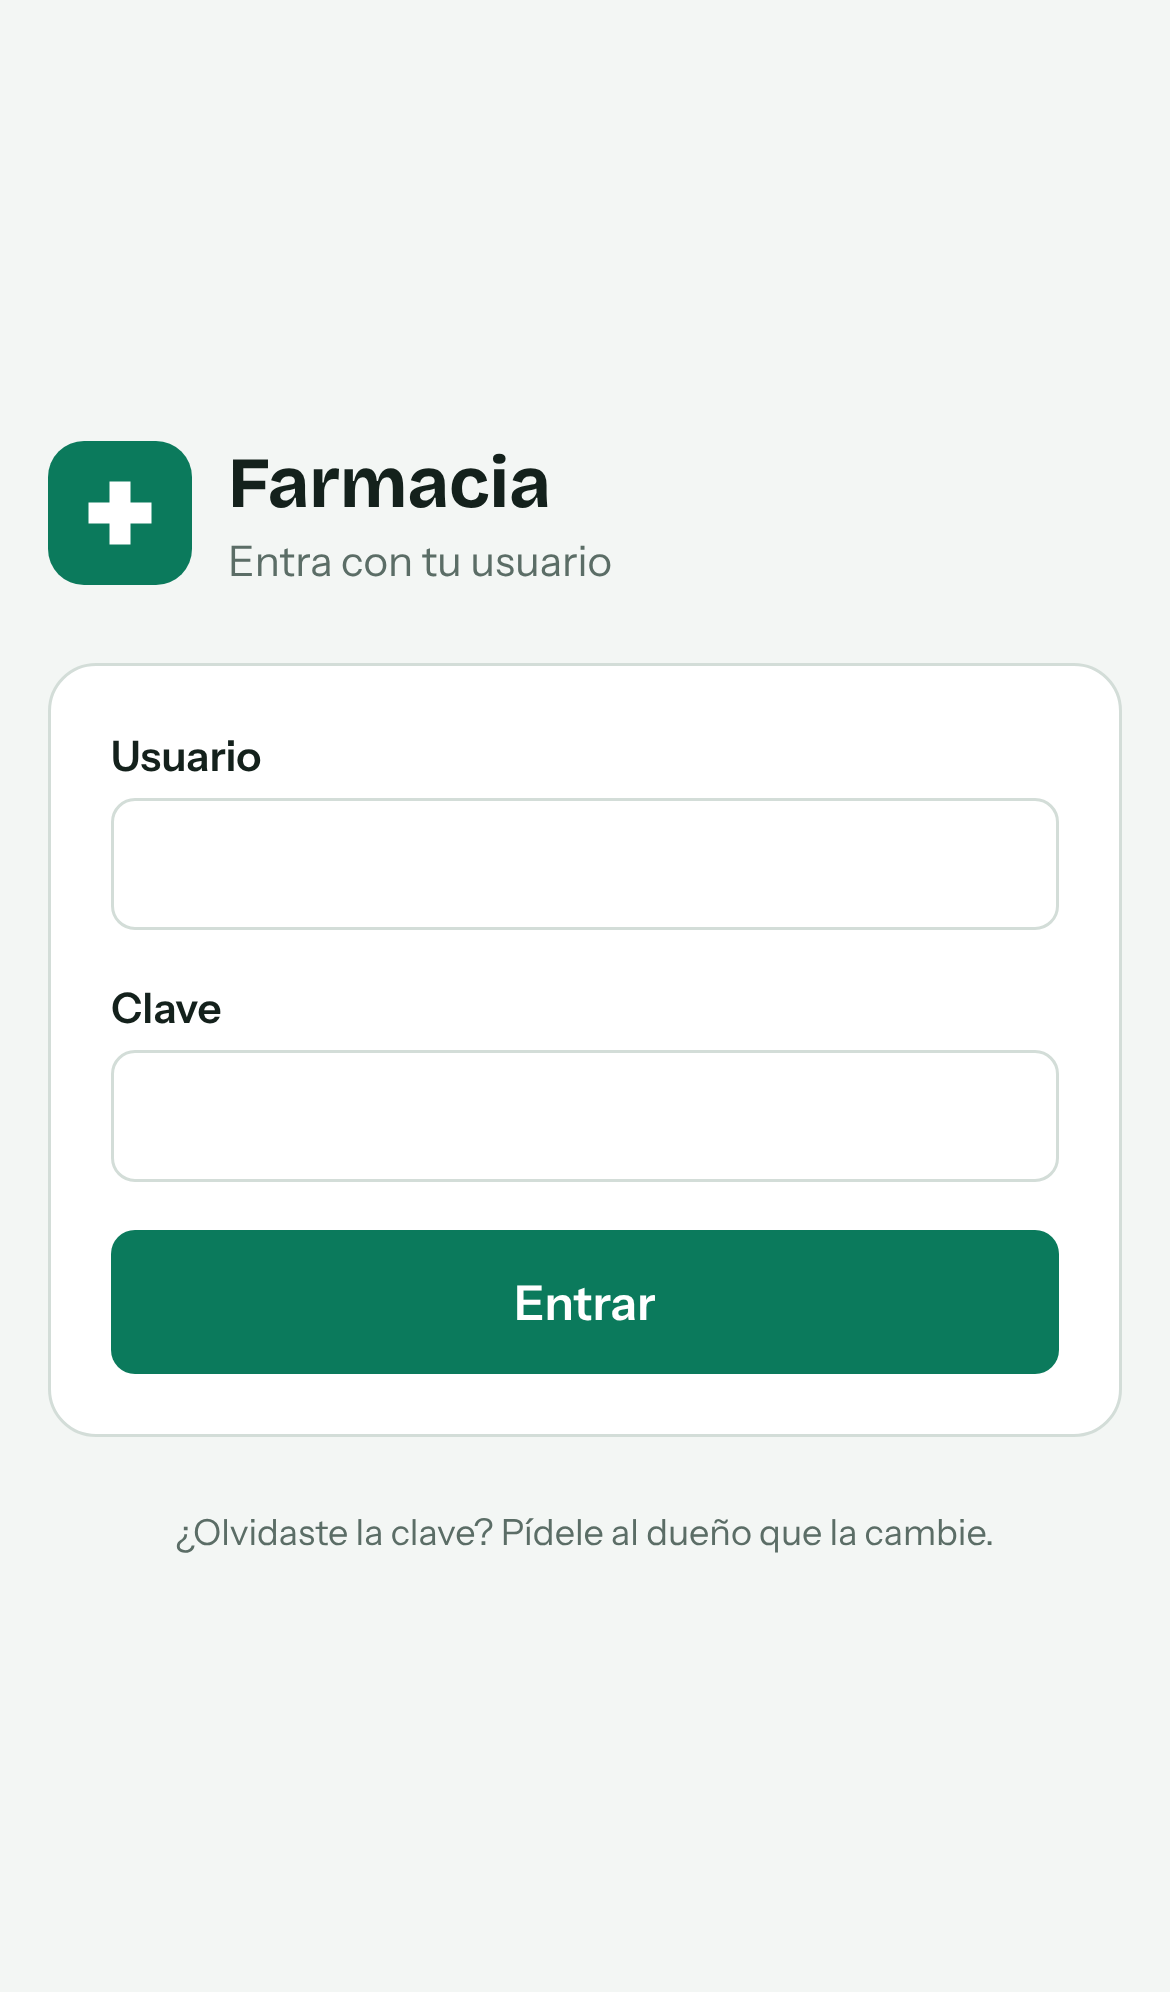 Farmacia
Entra con tu usuario
Usuario
Clave
Entrar
¿Olvidaste la clave? Pídele al dueño que la cambie.